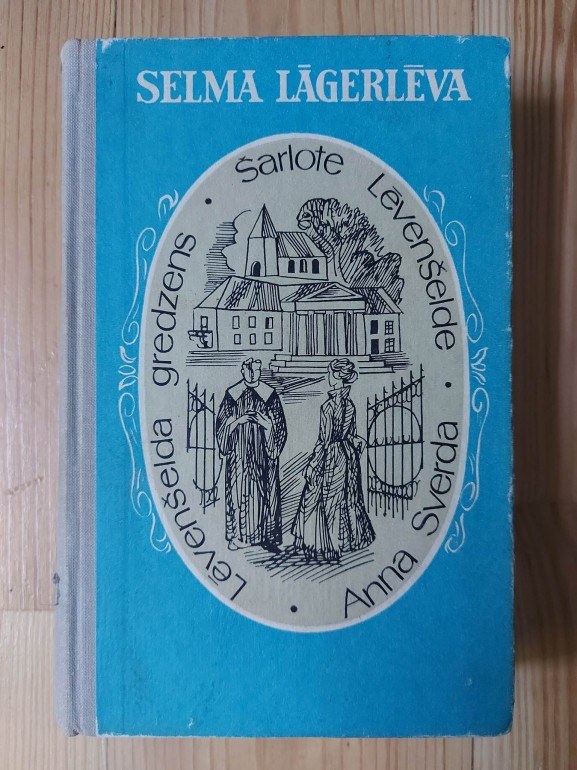 SELMA LĀGERLĒVA
Lēvenšelda gredzens •
Šarlote Lēvenšelde •
Anna Sverda •